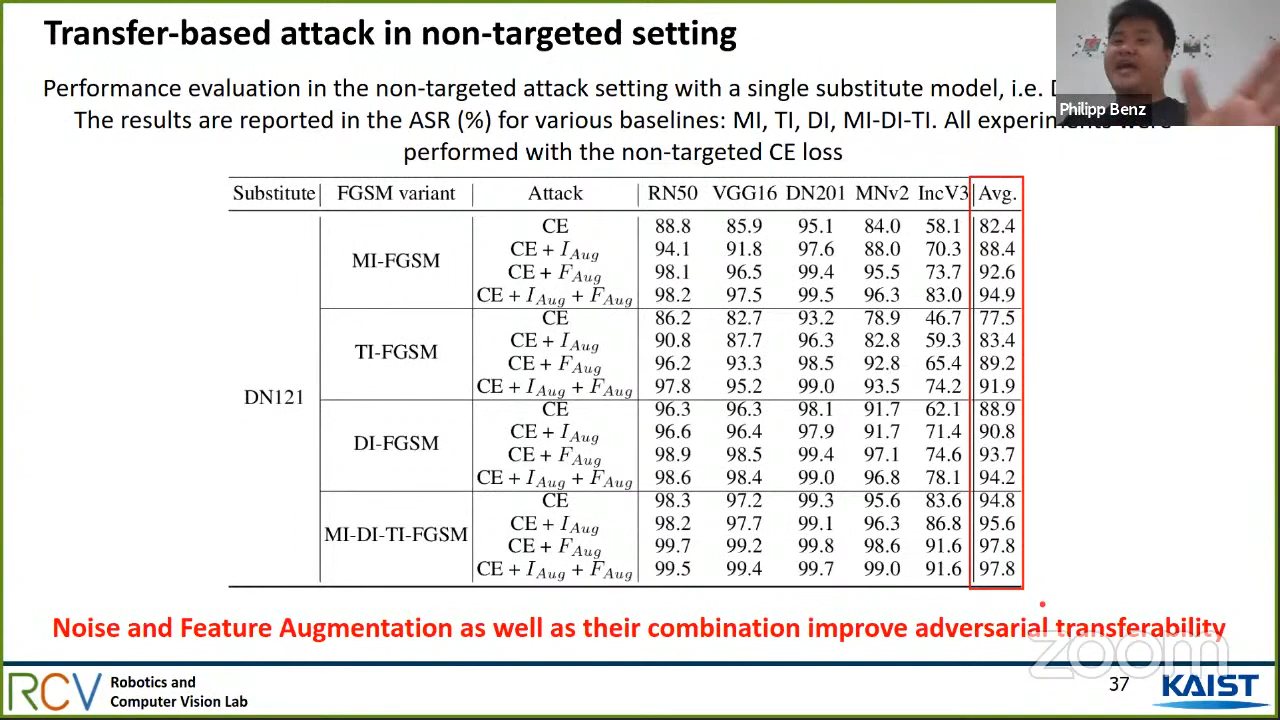 Transfer-based attack in non-targeted setting
Performance evaluation in the non-targeted attack setting with a single substitute model, i.e.
The results are reported in the ASR (%) for various baselines: MI, TI, DI, MI-DI-TI. All experiments were
performed with the non-targeted CE loss
Philipp Benz
Substitute FGSM variant Attack RN50 VGG16 DN201 MNv2 IncV3 Avg.
CE 88.8 85.9 95.1 84.0 58.1 82.4
CE + I_Aug 94.1 91.8 97.6 88.0 70.3 88.4
MI-FGSM
CE + F_Aug 98.1 96.5 99.4 95.5 73.7 92.6
CE + I_Aug + F_Aug 98.2 97.5 99.5 96.3 83.0 94.9
CE 86.2 82.7 93.2 78.9 46.7 77.5
CE + I_Aug 90.8 87.7 96.3 82.8 59.3 83.4
TI-FGSM
CE + F_Aug 96.2 93.3 98.5 92.8 65.4 89.2
CE + I_Aug + F_Aug 97.8 95.2 99.0 93.5 74.2 91.9
DN121
CE 96.3 96.3 98.1 91.7 62.1 88.9
CE + I_Aug 96.6 96.4 97.9 91.7 71.4 90.8
DI-FGSM
CE + F_Aug 98.9 98.5 99.4 97.1 74.6 93.7
CE + I_Aug + F_Aug 98.6 98.4 99.0 96.8 78.1 94.2
CE 98.3 97.2 99.3 95.6 83.6 94.8
CE + I_Aug 98.2 97.7 99.1 96.3 86.8 95.6
MI-DI-TI-FGSM
CE + F_Aug 99.7 99.2 99.8 98.6 91.6 97.8
CE + I_Aug + F_Aug 99.5 99.4 99.7 99.0 91.6 97.8
Noise and Feature Augmentation as well as their combination improve adversarial transferability
zoom
RCV Robotics and
Computer Vision Lab
37
KAIST